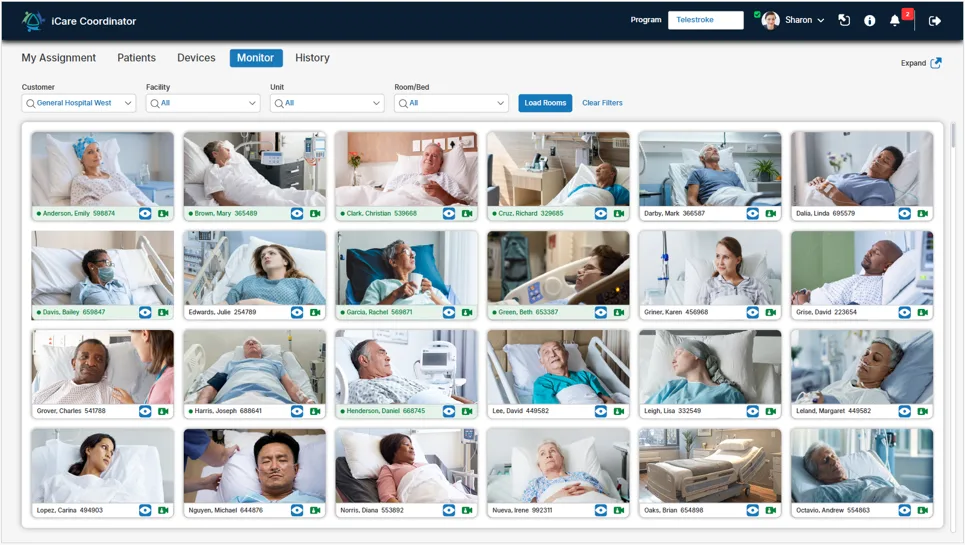 iCare Coordinator
Program Telestroke Sharon 2
My Assignment Patients Devices Monitor History
Expand
Customer Facility Unit Room/Bed
General Hospital West All All All Load Rooms Clear Filters
Anderson, Emily 598874 Brown, Mary 365489 Clark, Christian 539668 Cruz, Richard 329685 Darby, Mark 366587 Dalia, Linda 695579
Davis, Bailey 659847 Edwards, Julie 254789 Garcia, Rachel 569871 Green, Beth 653387 Griner, Karen 456968 Grise, David 223654
Grover, Charles 541788 Harris, Joseph 688641 Henderson, Daniel 668745 Lee, David 449582 Leigh, Lisa 332549 Leland, Margaret 449582
Lopez, Carina 494903 Nguyen, Michael 644876 Norris, Diana 553892 Nueva, Irene 992311 Oaks, Brian 654898 Octavio, Andrew 554863